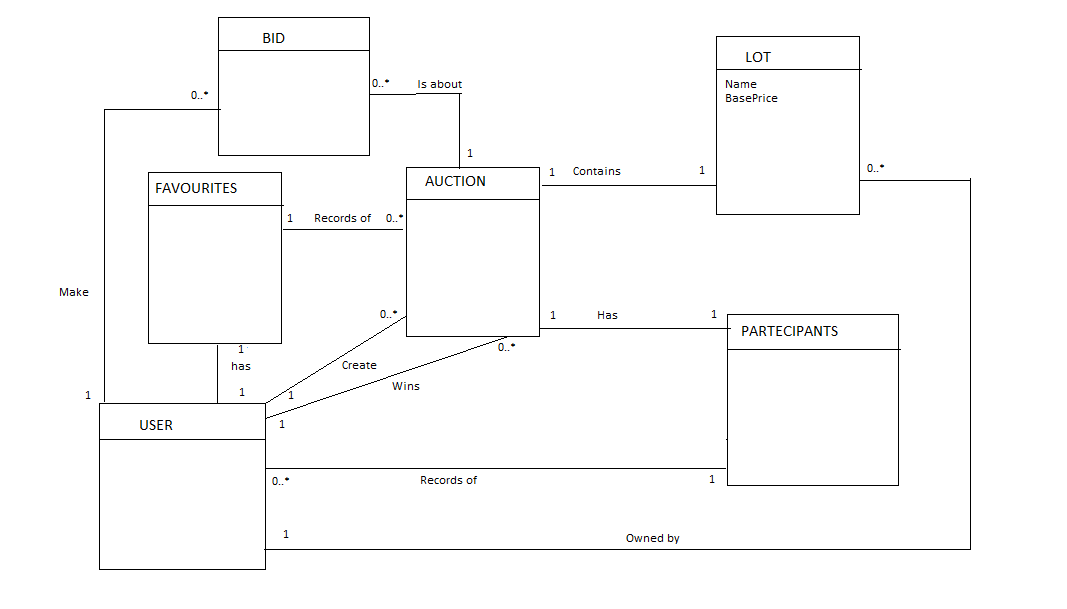 BID
LOT
0..*
0..*
Is about
Name
BasePrice
1
FAVOURITES
AUCTION
1
Contains
1
0..*
1
Records of
0..*
Make
0..*
1
Has
1
PARTECIPANTS
1
has
Create
0..*
Wins
1
1
1
USER
1
0..*
Records of
1
1
Owned by